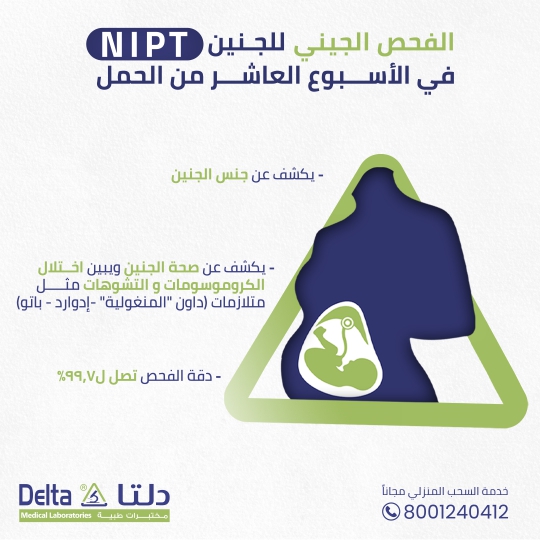 الفحص الجيني للجنين NIPT
في الأسبوع العاشر من الحمل
- يكشف عن جنس الجنين
- يكشف عن صحة الجنين ويبين اختلال
الكروموسومات و التشوهات مثل
متلازمات (داون "المنغولية" -إدوارد - باتو)
- دقة الفحص تصل ل٩٩,٧%
Delta ® دلتا
Medical Laboratories مختبرات طبية
خدمة السحب المنزلي مجاناً
8001240412